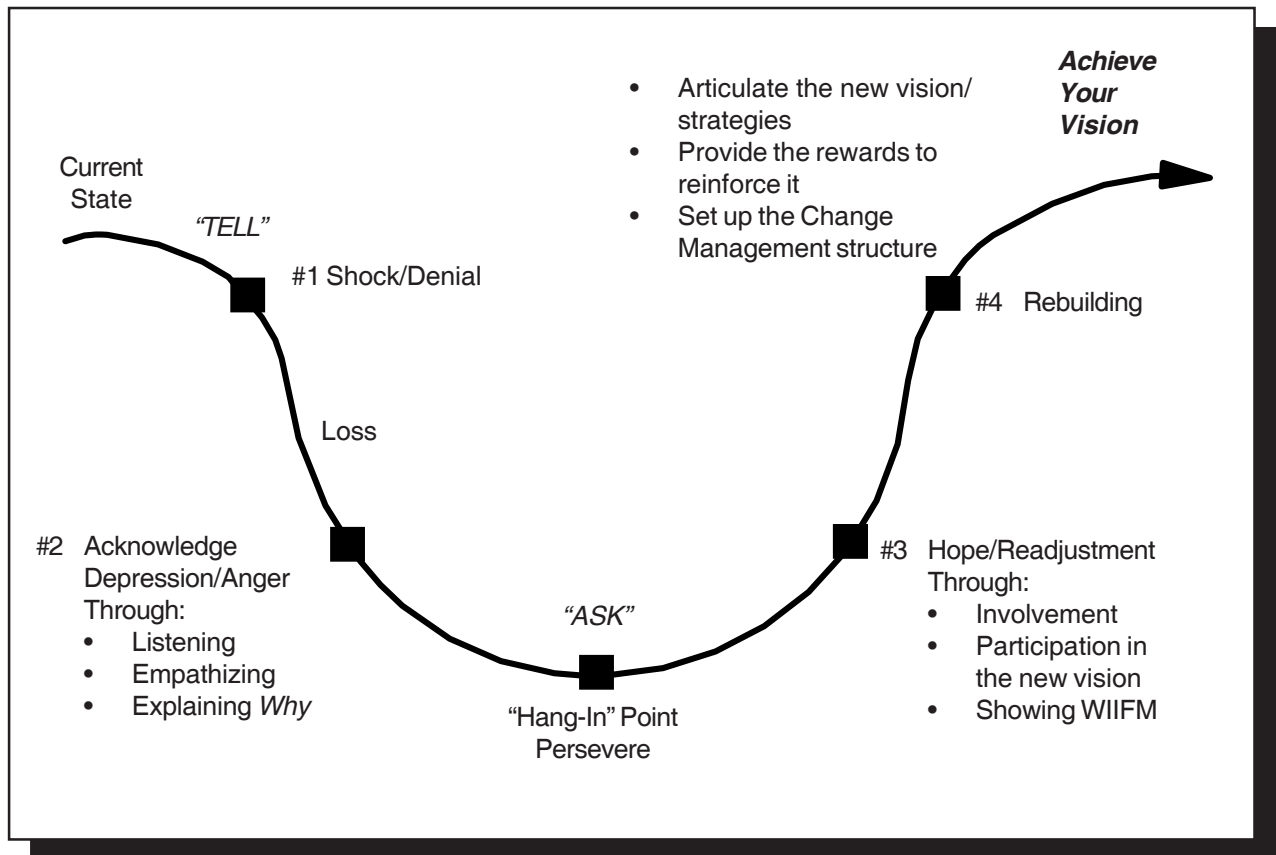 Current
State
“TELL”
#1 Shock/Denial
Loss
#2 Acknowledge
Depression/Anger
Through:
• Listening
• Empathizing
• Explaining Why
“ASK”
“Hang-In” Point
Persevere
#3 Hope/Readjustment
Through:
• Involvement
• Participation in
the new vision
• Showing WIIFM
#4 Rebuilding
• Articulate the new vision/
strategies
• Provide the rewards to
reinforce it
• Set up the Change
Management structure
Achieve
Your
Vision